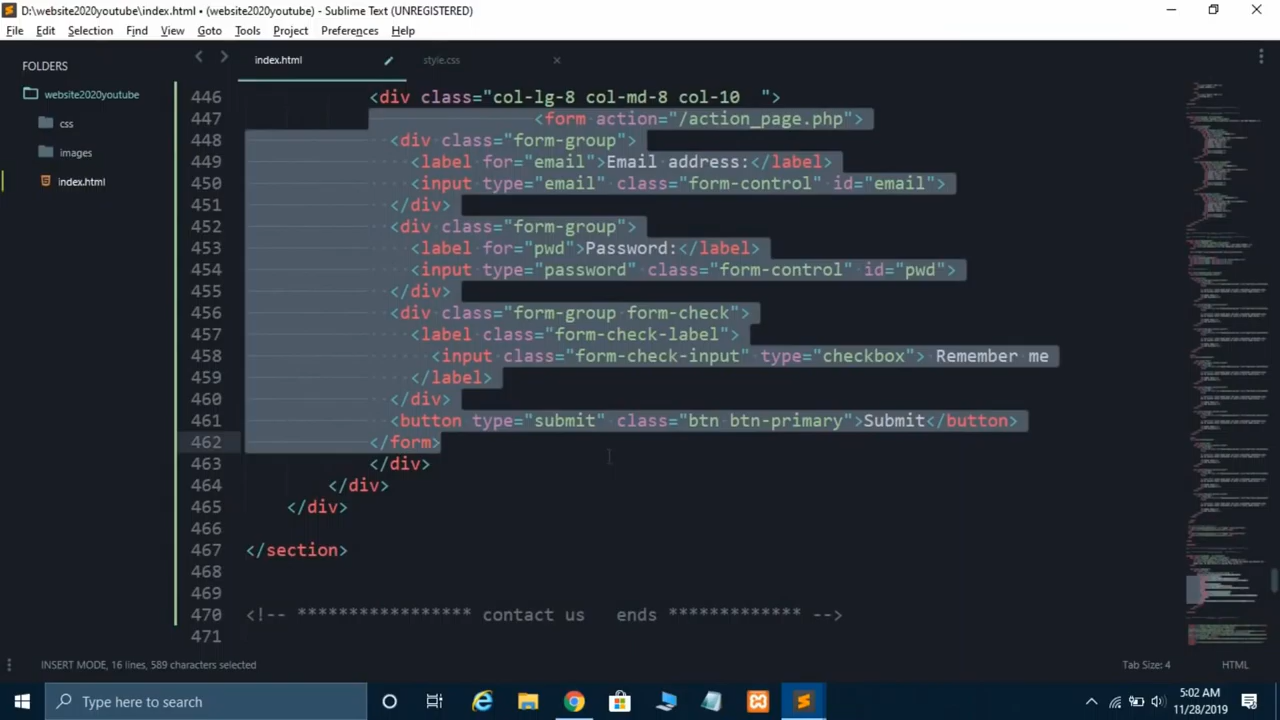 D:\website2020youtube\index.html • (website2020youtube) - Sublime Text (UNREGISTERED)
File Edit Selection Find View Goto Tools Project Preferences Help
FOLDERS
website2020youtube
css
images
index.html
index.html style.css
446 <div class="col-lg-8 col-md-8 col-10  ">
447 <form action="/action_page.php">
448 <div class="form-group">
449 <label for="email">Email address:</label>
450 <input type="email" class="form-control" id="email">
451 </div>
452 <div class="form-group">
453 <label for="pwd">Password:</label>
454 <input type="password" class="form-control" id="pwd">
455 </div>
456 <div class="form-group form-check">
457 <label class="form-check-label">
458 <input class="form-check-input" type="checkbox"> Remember me
459 </label>
460 </div>
461 <button type="submit" class="btn btn-primary">Submit</button>
462 </form>
463 </div>
464 </div>
465 </div>
466
467 </section>
468
469
470 <!-- **************** contact us   ends ************* -->
471
INSERT MODE, 16 lines, 589 characters selected
Tab Size: 4 HTML
Type here to search
5:02 AM
11/28/2019